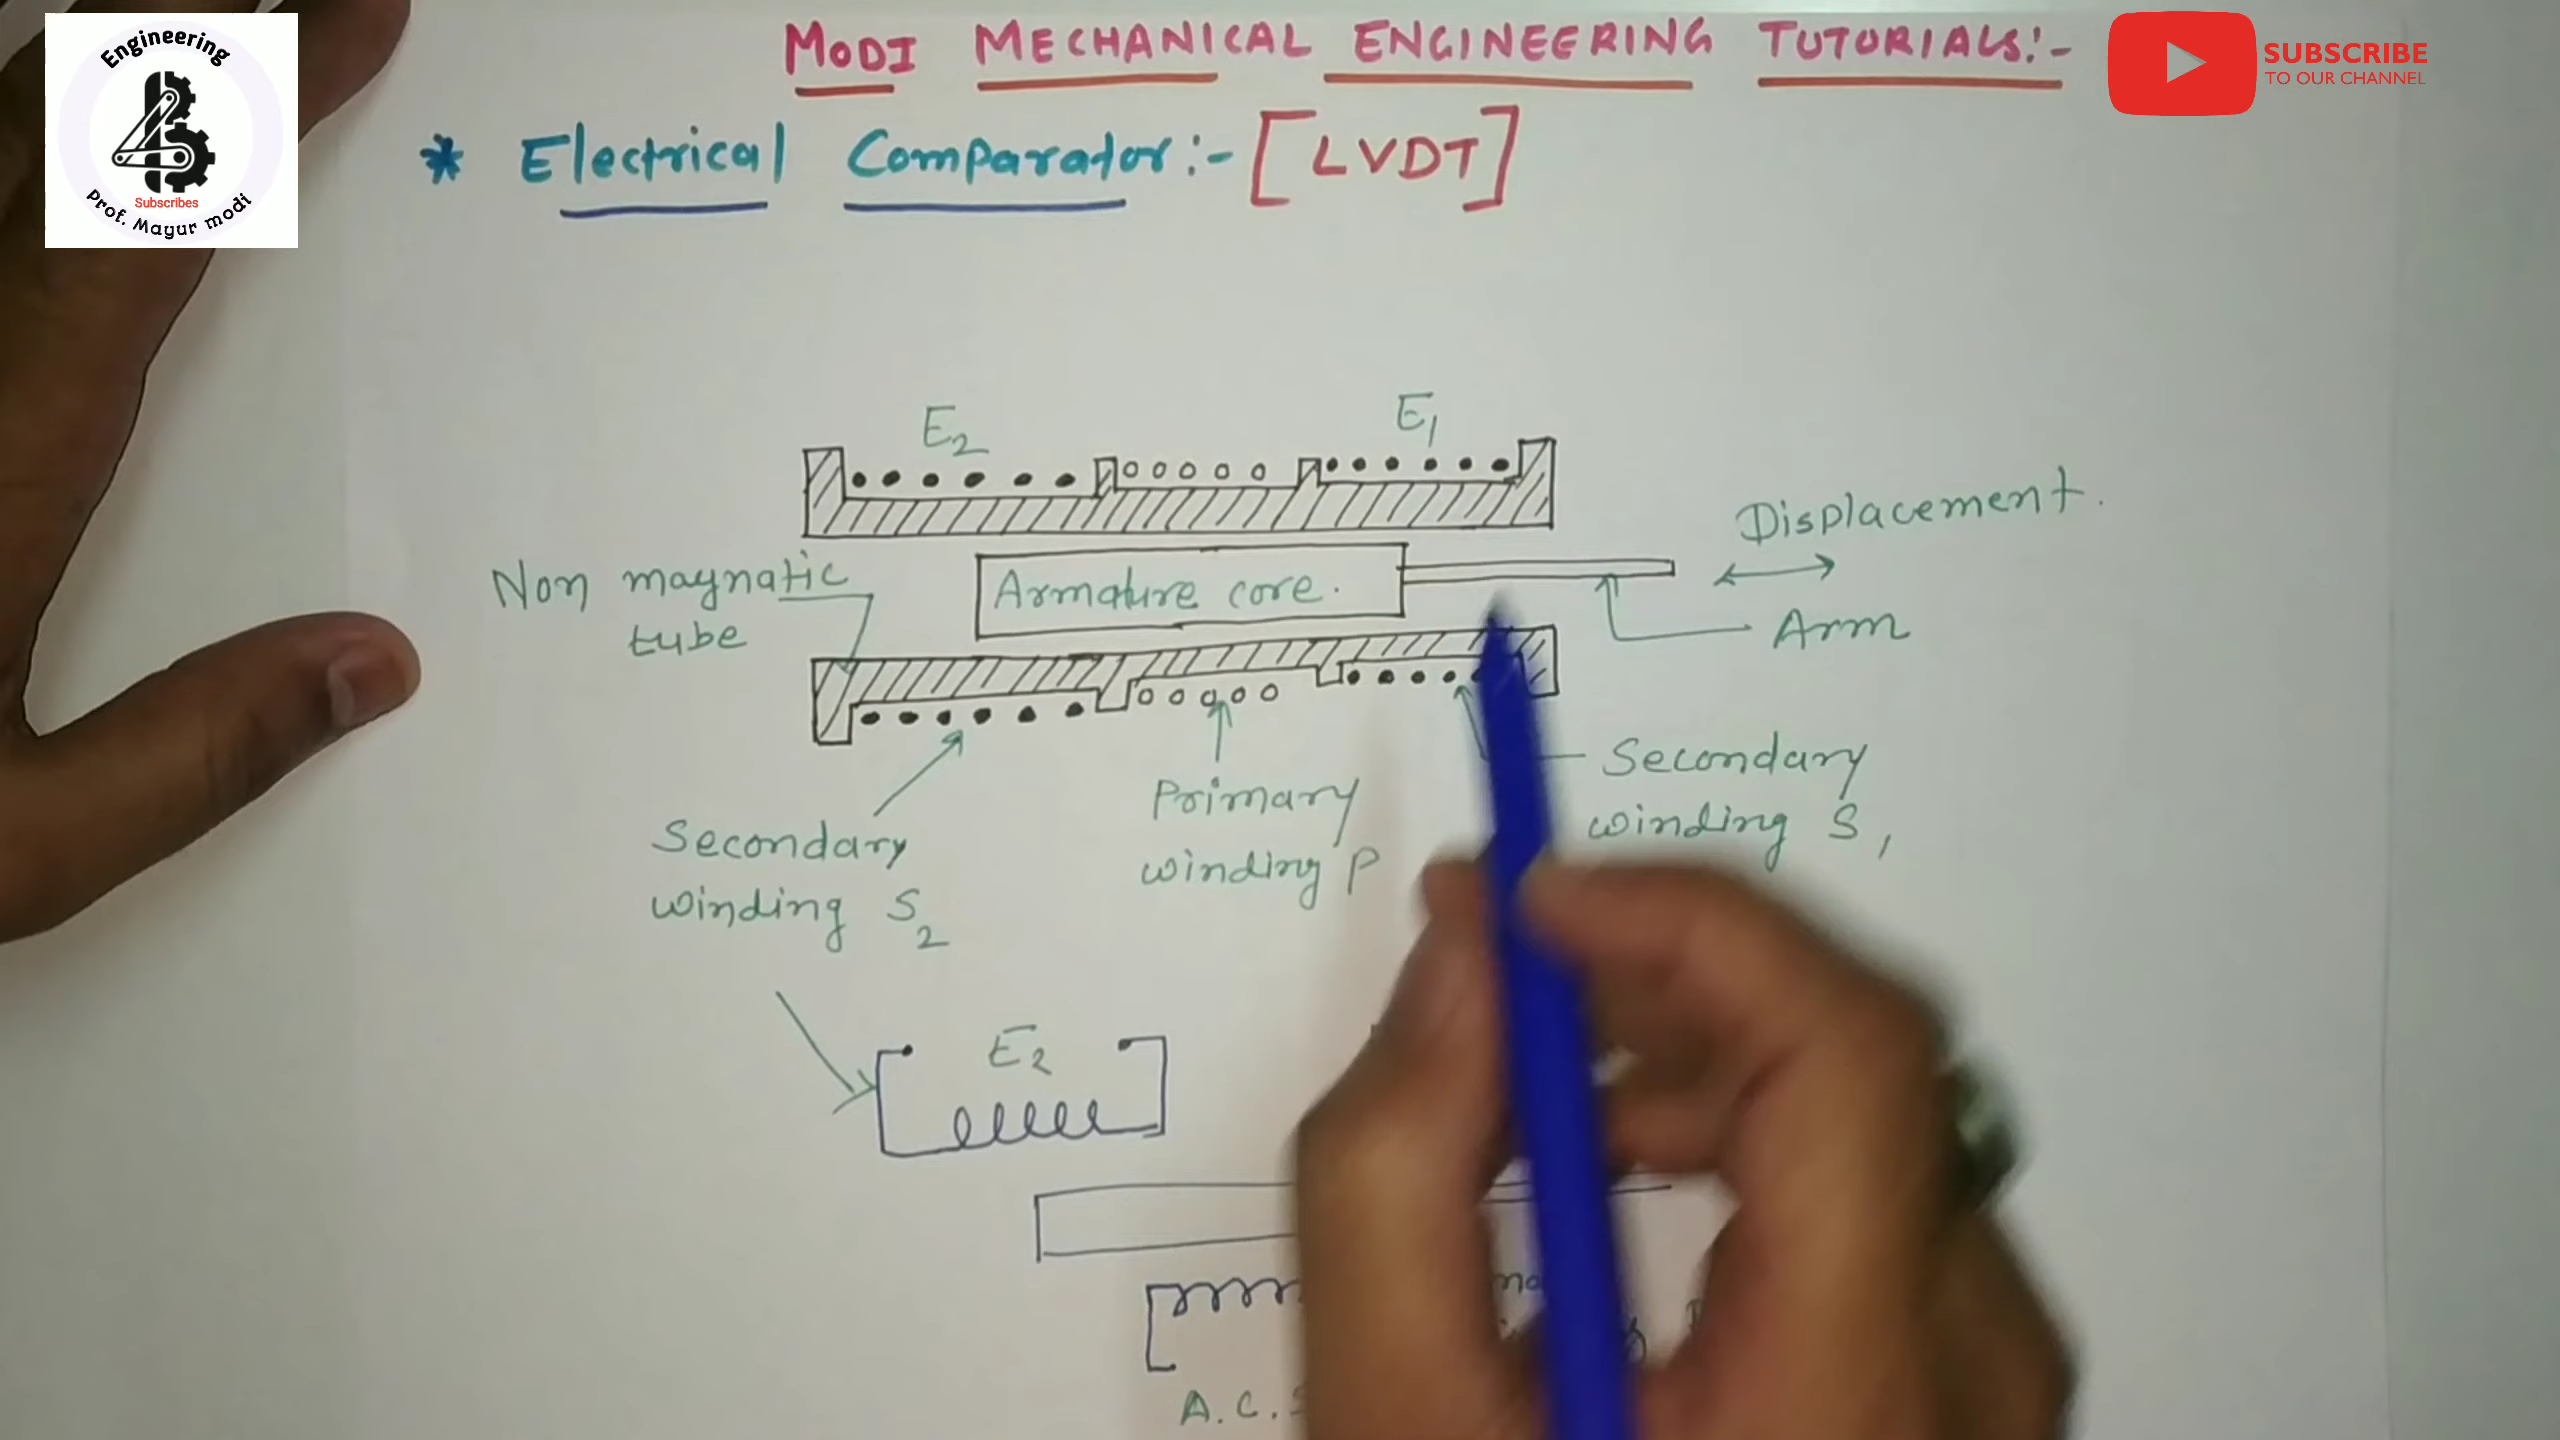 Engineering
Subscribes
Prof. Mayur modi
MODI MECHANICAL ENGINEERING TUTORIALS:-
SUBSCRIBE
TO OUR CHANNEL
* Electrical Comparator:- [LVDT]
E2
E1
Displacement.
Non magnatic
tube
Armature core.
Arm
Secondary
winding S1
Primary
winding P
Secondary
winding S2
E2
A.C.